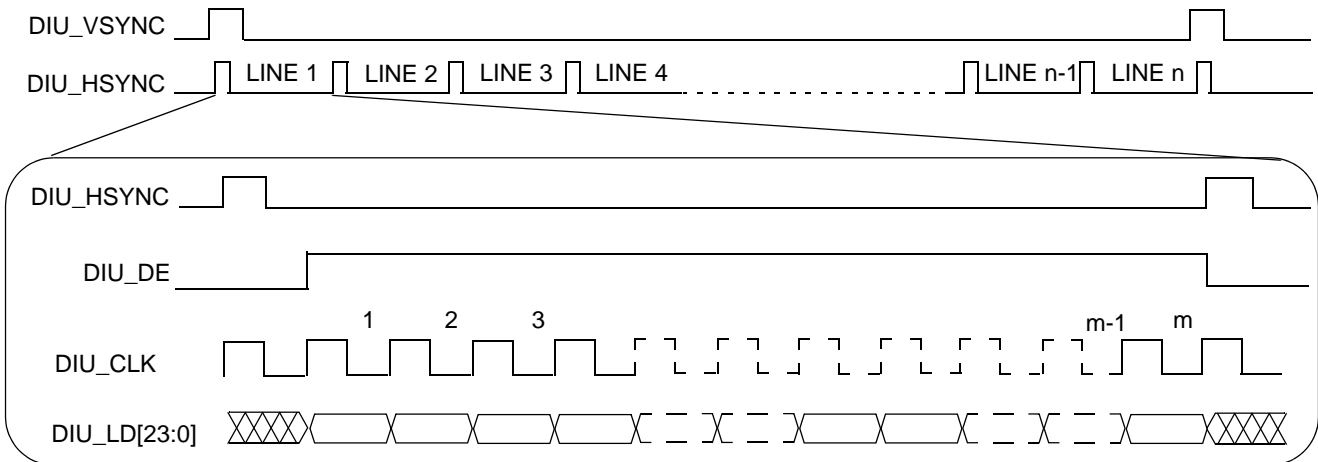 DIU_VSYNC
DIU_HSYNC LINE 1 LINE 2 LINE 3 LINE 4 LINE n-1 LINE n
DIU_HSYNC
DIU_DE
1 2 3 m-1 m
DIU_CLK
DIU_LD[23:0]